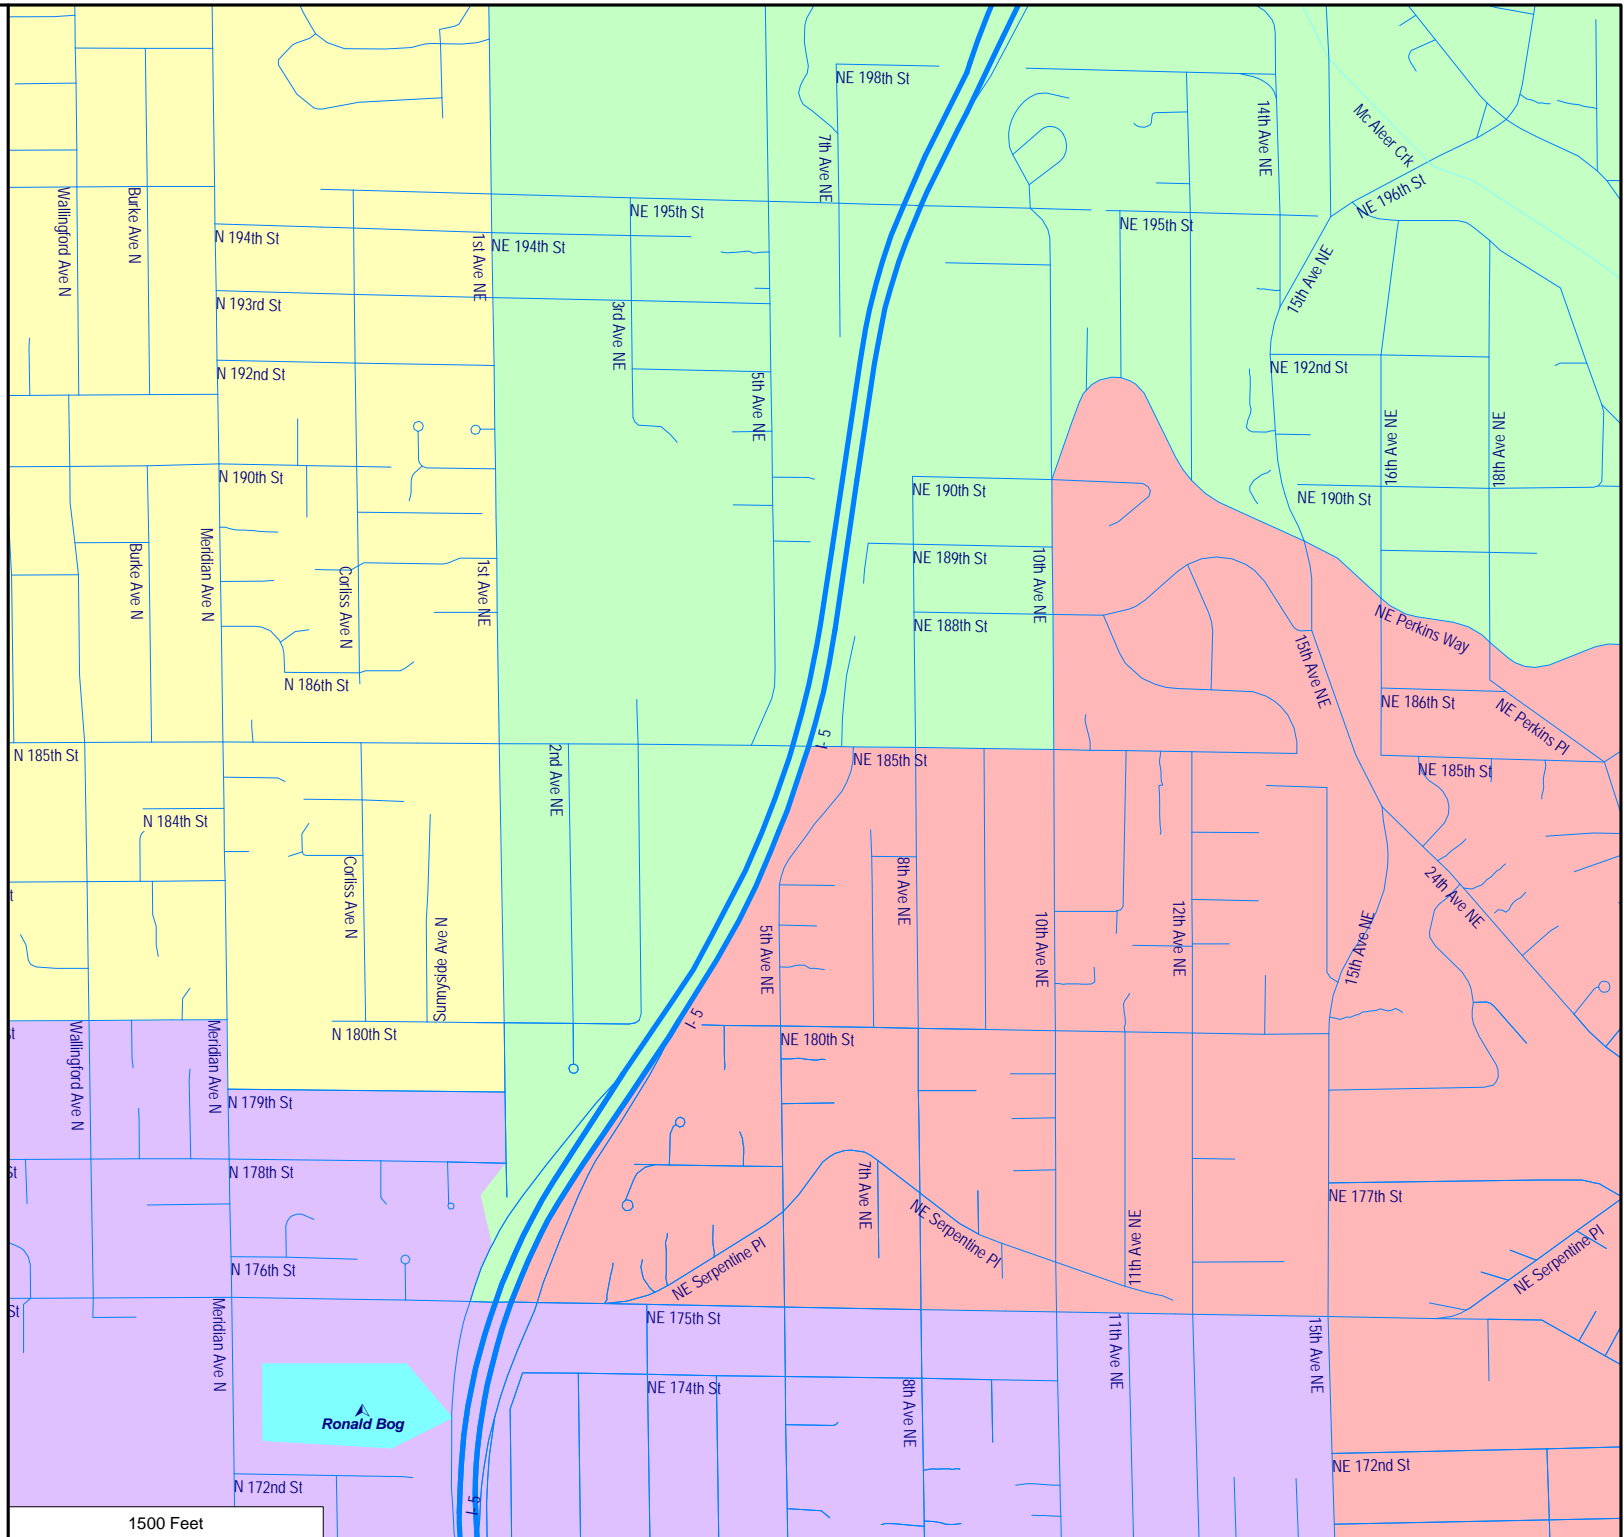 NE 198th St
14th Ave NE
Mc Aleer Crk
7th Ave NE
NE 196th St
Wallingford Ave N
Burke Ave N
NE 195th St
NE 195th St
N 194th St
1st Ave NE
NE 194th St
15th Ave NE
N 193rd St
3rd Ave NE
N 192nd St
5th Ave NE
NE 192nd St
16th Ave NE
18th Ave NE
N 190th St
NE 190th St
NE 190th St
Meridian Ave N
Burke Ave N
Corliss Ave N
1st Ave NE
NE 189th St
10th Ave NE
NE 188th St
NE Perkins Way
15th Ave NE
N 186th St
NE 186th St
NE Perkins Pl
I-5
N 185th St
2nd Ave NE
NE 185th St
NE 185th St
N 184th St
Corliss Ave N
8th Ave NE
24th Ave NE
t
Sunnyside Ave N
5th Ave NE
10th Ave NE
12th Ave NE
15th Ave NE
I-5
st
Wallingford Ave N
Meridian Ave N
N 180th St
NE 180th St
N 179th St
St
N 178th St
7th Ave NE
NE 177th St
NE Serpentine Pl
11th Ave NE
NE Serpentine Pl
NE Serpentine Pl
N 176th St
St
Meridian Ave N
NE 175th St
11th Ave NE
15th Ave NE
NE 174th St
8th Ave NE
Ronald Bog
NE 172nd St
N 172nd St
I-5
1500 Feet